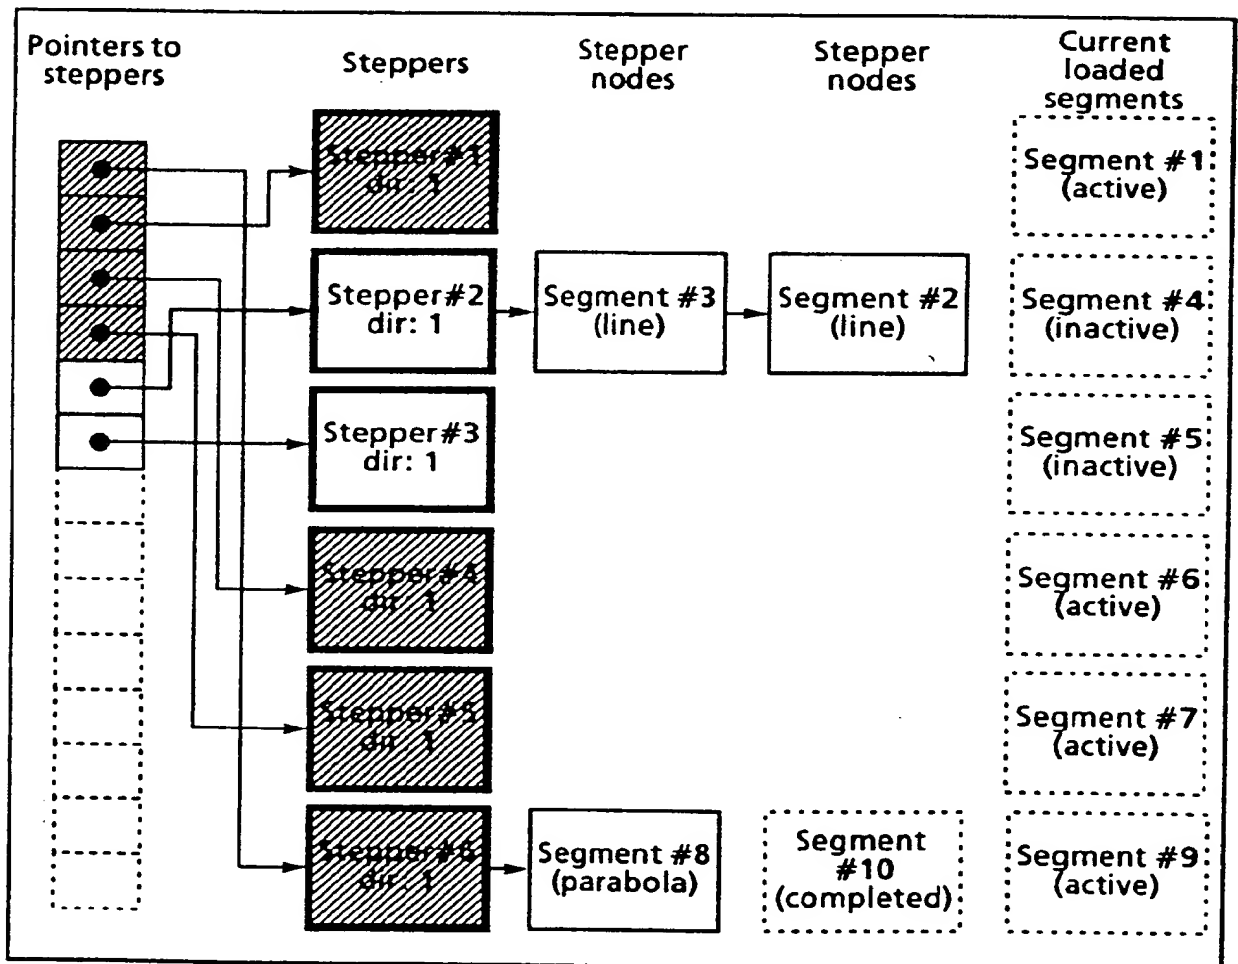 Pointers to
steppers
Steppers
Stepper
nodes
Stepper
nodes
Current
loaded
segments
Stepper#1
dir: 1
Segment #1
(active)
Stepper#2
dir: 1
Segment #3
(line)
Segment #2
(line)
Segment #4
(inactive)
Stepper#3
dir: 1
Segment #5
(inactive)
Stepper#4
dir: 1
Segment #6
(active)
Stepper#5
dir: 1
Segment #7
(active)
Stepper#6
dir: 1
Segment #8
(parabola)
Segment
#10
(completed)
Segment #9
(active)